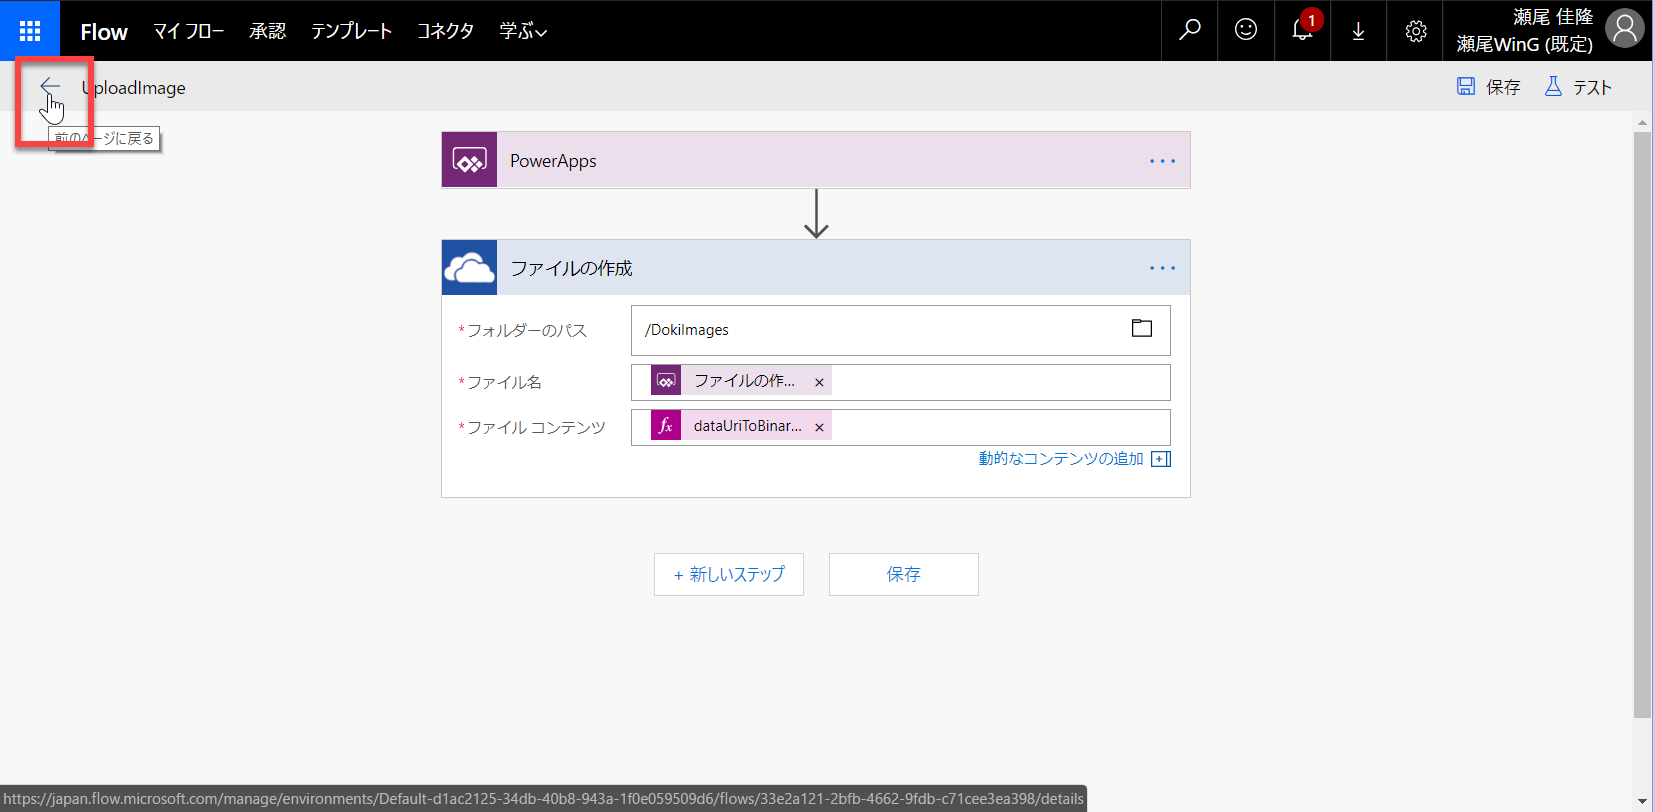 Flow マイ フロー 承認 テンプレート コネクタ 学ぶ 1 瀬尾 佳隆
瀬尾WinG (既定)
UploadImage 保存 テスト
前のページに戻る
PowerApps
ファイルの作成
*フォルダーのパス /DokiImages
*ファイル名 ファイルの作... ×
*ファイル コンテンツ fx dataUriToBinar... ×
動的なコンテンツの追加
+ 新しいステップ 保存
https://japan.flow.microsoft.com/manage/environments/Default-d1ac2125-34db-40b8-943a-1f0e059509d6/flows/33e2a121-2bfb-4662-9fdb-c71cee3ea398/details